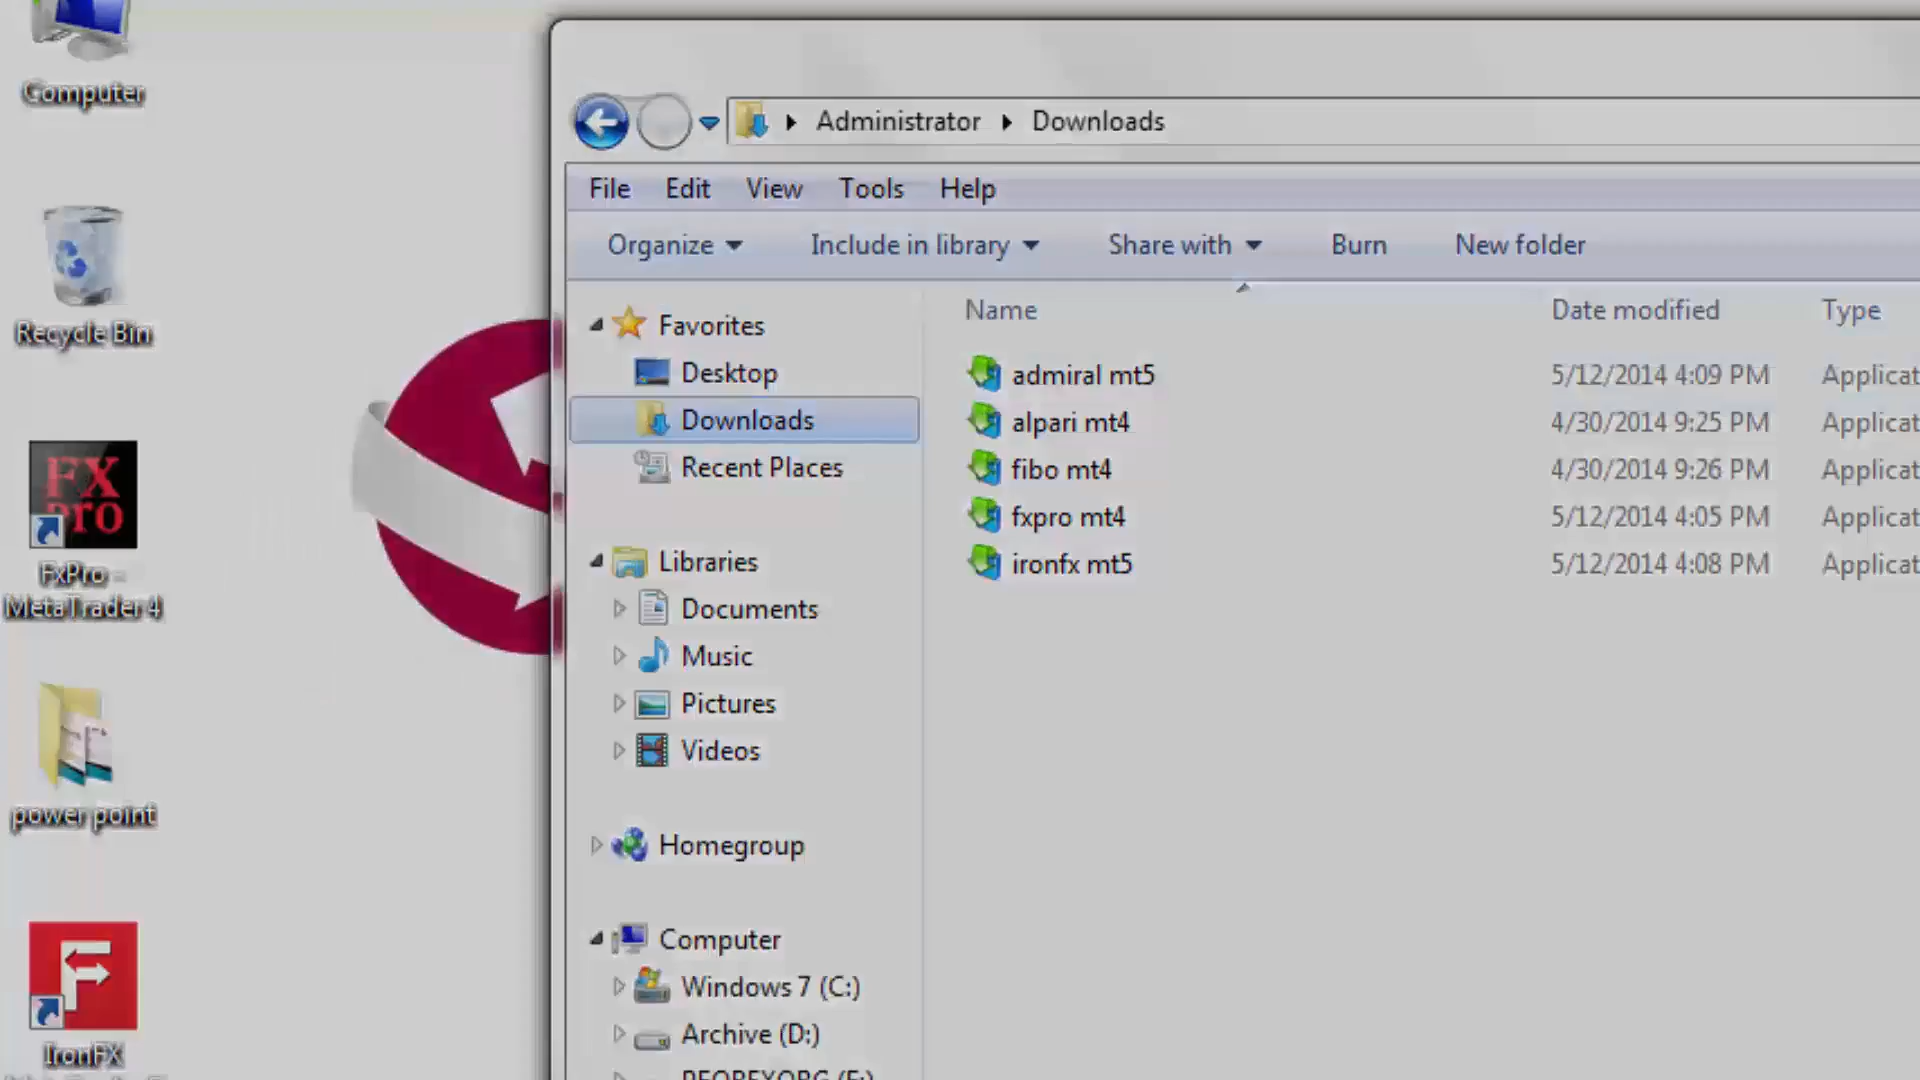 Computer
Recycle Bin
FX
Pro
FxPro -
MetaTrader 4
power point
IronFX
Administrator
Downloads
File Edit View Tools Help
Organize Include in library Share with Burn New folder
Favorites
Desktop
Downloads
Recent Places
Libraries
Documents
Music
Pictures
Videos
Homegroup
Computer
Windows 7 (C:)
Archive (D:)
Name Date modified Type
admiral mt5 5/12/2014 4:09 PM Applicat
alpari mt4 4/30/2014 9:25 PM Applicat
fibo mt4 4/30/2014 9:26 PM Applicat
fxpro mt4 5/12/2014 4:05 PM Applicat
ironfx mt5 5/12/2014 4:08 PM Applicat